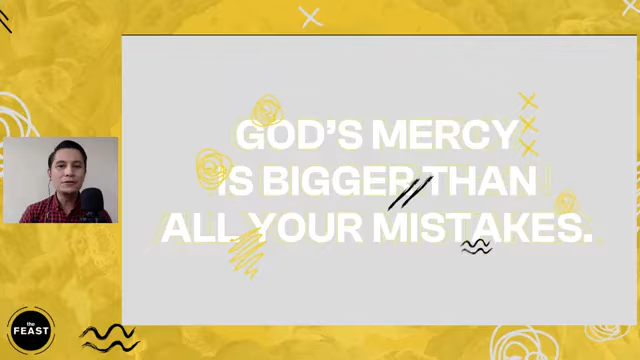 GOD'S MERCY
IS BIGGER THAN
ALL YOUR MISTAKES.
the
FEAST